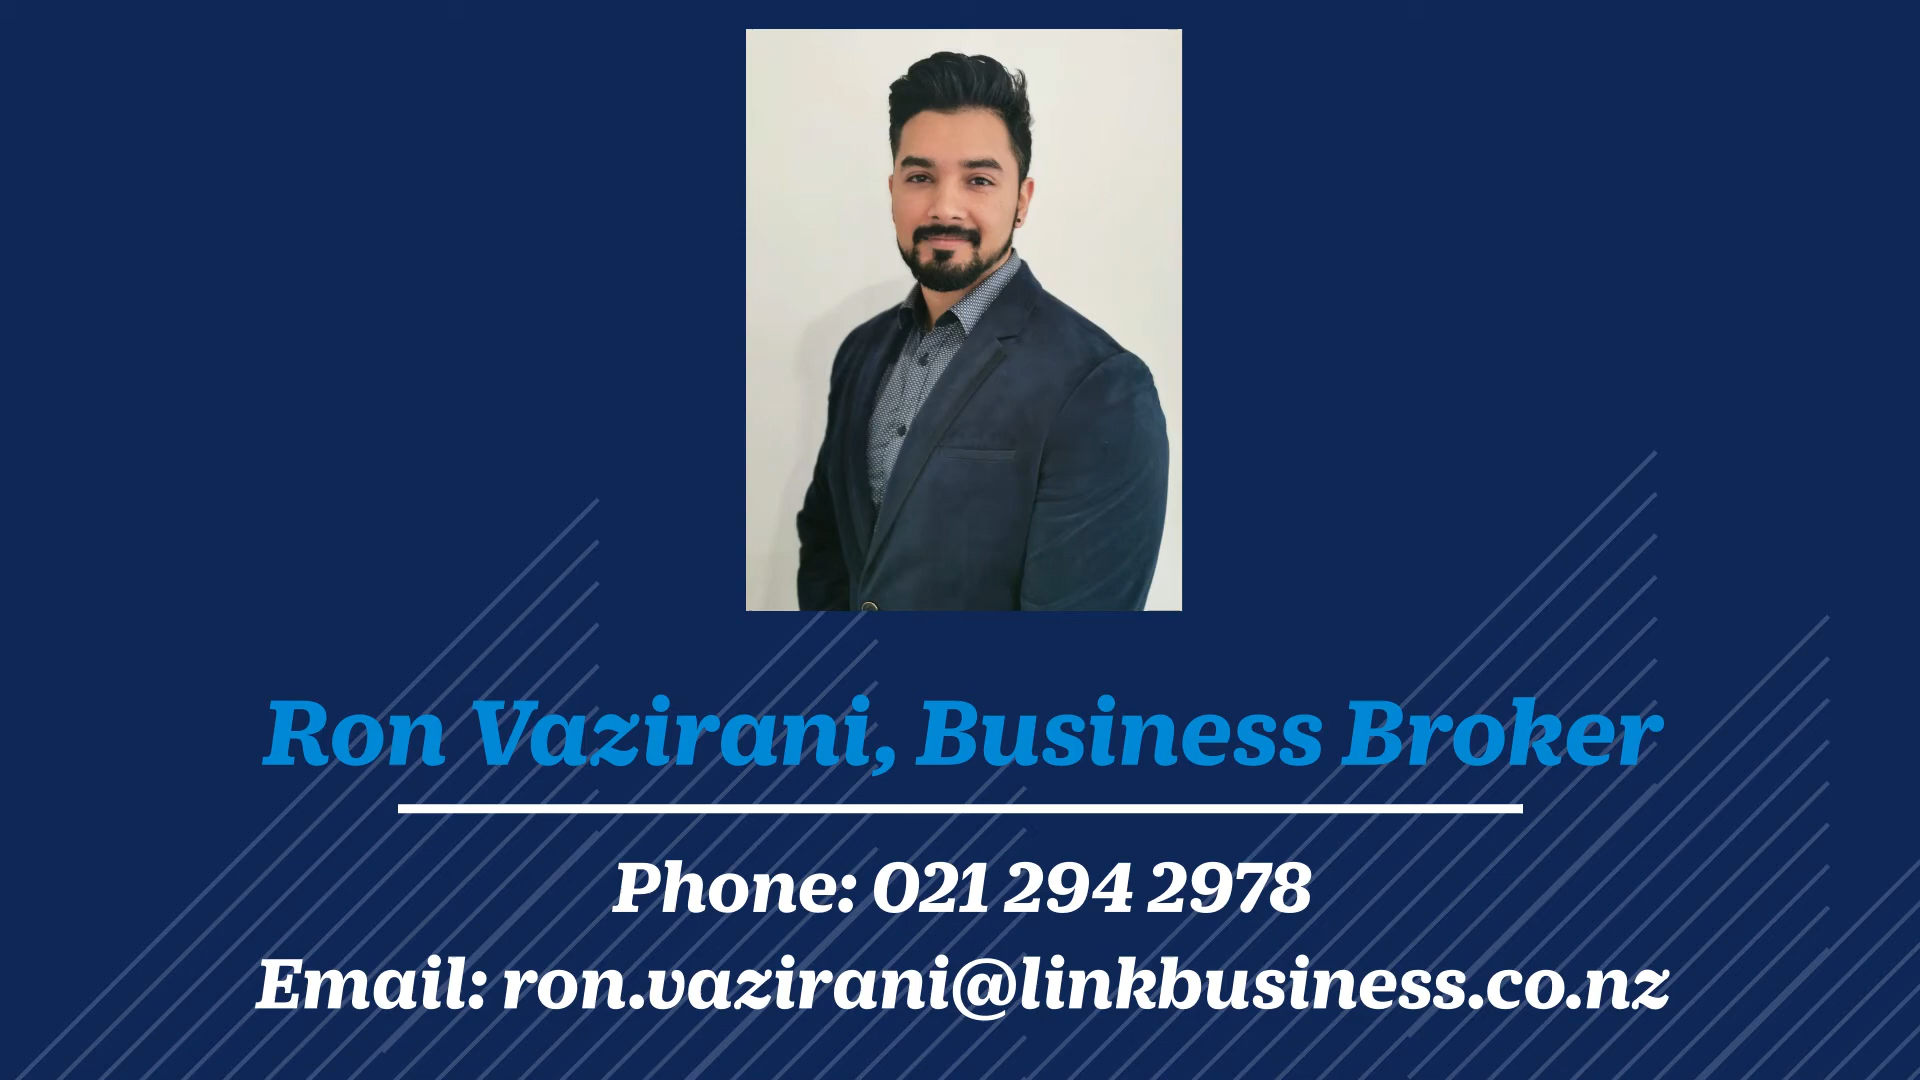 Ron Vazirani, Business Broker
Phone: 021 294 2978
Email: ron.vazirani@linkbusiness.co.nz